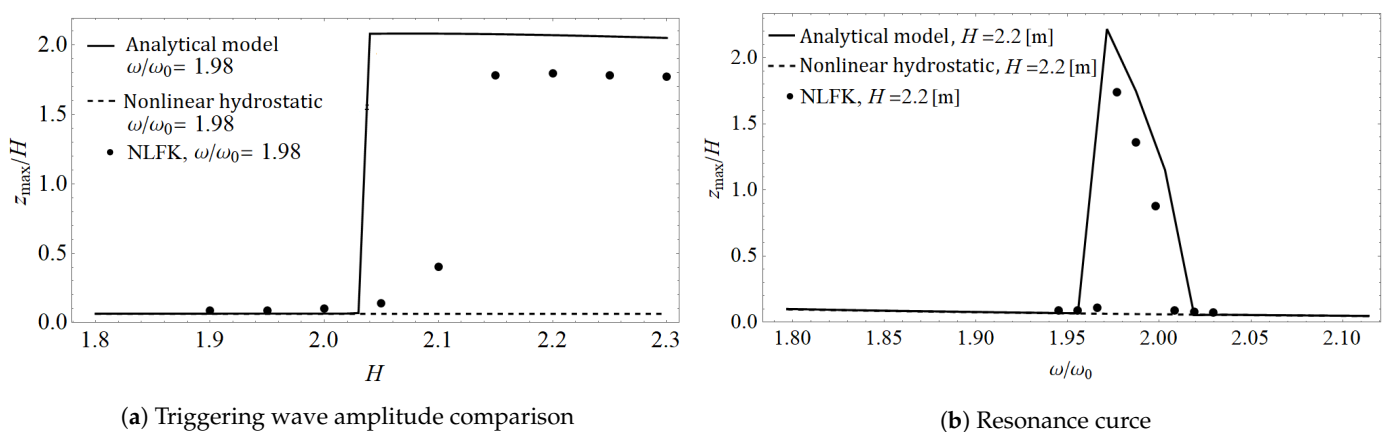 Analytical model
ω/ω₀= 1.98
Nonlinear hydrostatic
ω/ω₀= 1.98
NLFK, ω/ω₀= 1.98
z_max/H
2.0
1.5
1.0
0.5
0.0
1.8 1.9 2.0 2.1 2.2 2.3
H
(a) Triggering wave amplitude comparison
Analytical model, H =2.2 [m]
Nonlinear hydrostatic, H =2.2 [m]
NLFK, H =2.2 [m]
z_max/H
2.0
1.5
1.0
0.5
0.0
1.80 1.85 1.90 1.95 2.00 2.05 2.10
ω/ω₀
(b) Resonance curce